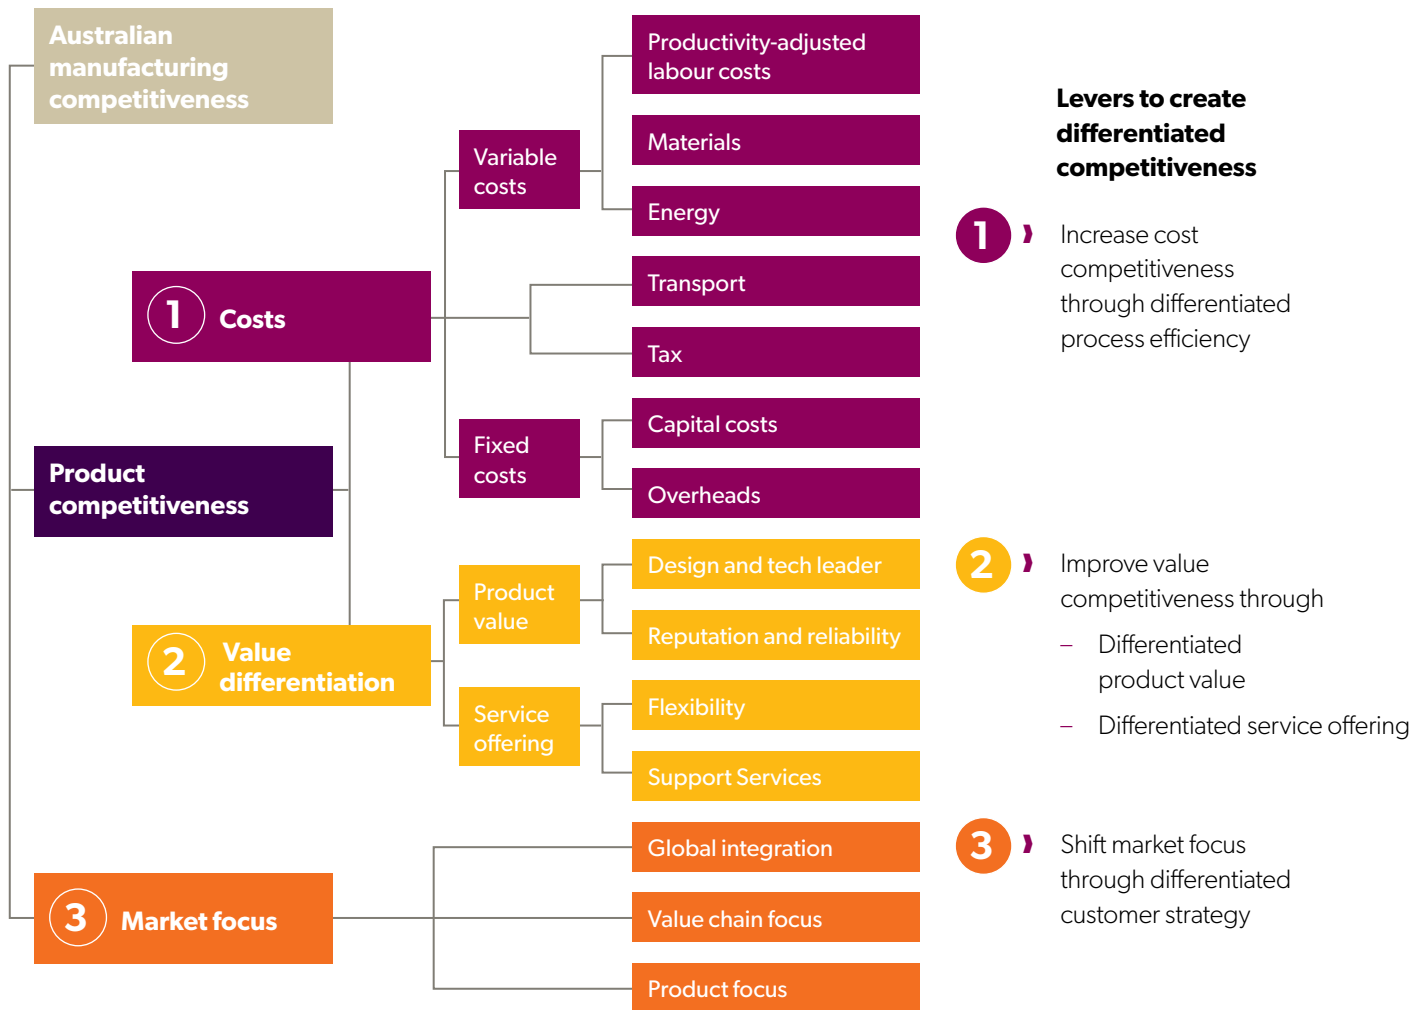 Australian
manufacturing
competitiveness
Productivity-adjusted
labour costs
Variable
costs
Materials
Energy
1 Costs
Transport
Tax
Fixed
costs
Capital costs
Overheads
Product
competitiveness
2 Value
differentiation
Product
value
Design and tech leader
Reputation and reliability
Service
offering
Flexibility
Support Services
3 Market focus
Global integration
Value chain focus
Product focus
Levers to create
differentiated
competitiveness
1 Increase cost
competitiveness
through differentiated
process efficiency
2 Improve value
competitiveness through
– Differentiated
product value
– Differentiated service offering
3 Shift market focus
through differentiated
customer strategy